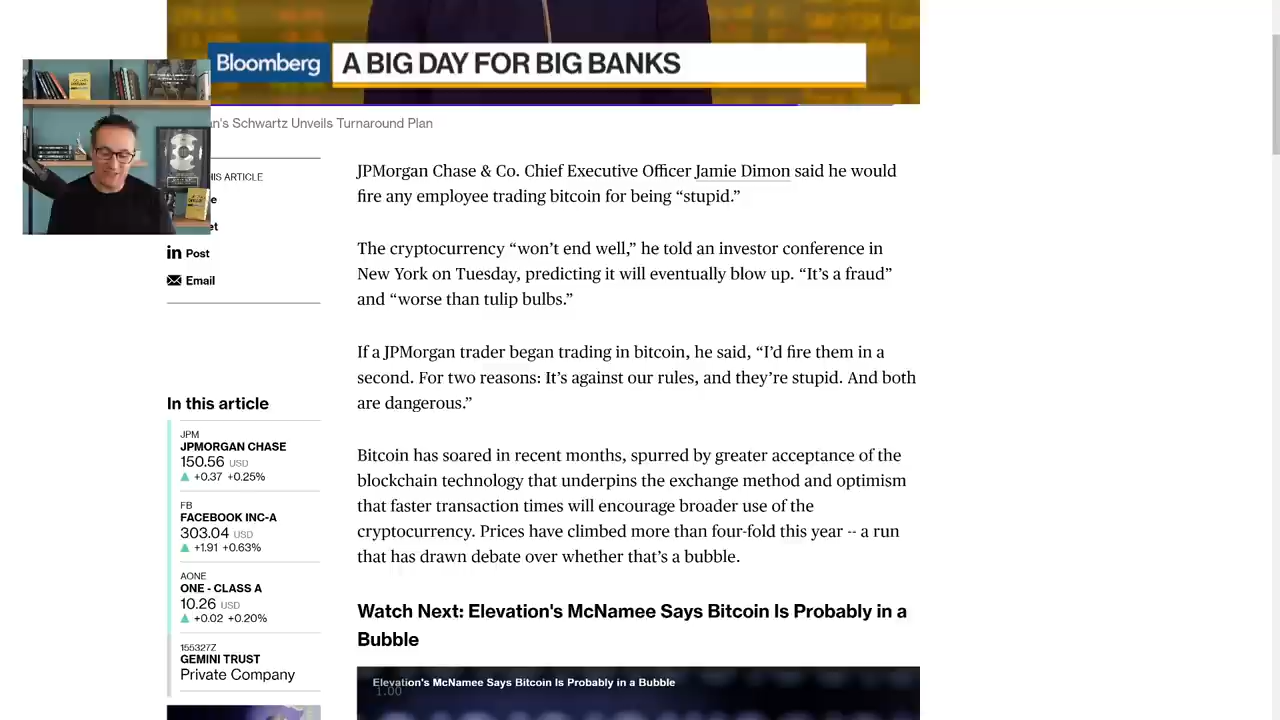 Bloomberg
A BIG DAY FOR BIG BANKS
an's Schwartz Unveils Turnaround Plan
HIS ARTICLE
Post
Email
In this article
JPM
JPMORGAN CHASE
150.56 USD
▲ +0.37 +0.25%
FB
FACEBOOK INC-A
303.04 USD
▲ +1.91 +0.63%
AONE
ONE - CLASS A
10.26 USD
▲ +0.02 +0.20%
155327Z
GEMINI TRUST
Private Company
JPMorgan Chase & Co. Chief Executive Officer Jamie Dimon said he would
fire any employee trading bitcoin for being “stupid.”
The cryptocurrency “won’t end well,” he told an investor conference in
New York on Tuesday, predicting it will eventually blow up. “It’s a fraud”
and “worse than tulip bulbs.”
If a JPMorgan trader began trading in bitcoin, he said, “I’d fire them in a
second. For two reasons: It’s against our rules, and they’re stupid. And both
are dangerous.”
Bitcoin has soared in recent months, spurred by greater acceptance of the
blockchain technology that underpins the exchange method and optimism
that faster transaction times will encourage broader use of the
cryptocurrency. Prices have climbed more than four-fold this year -- a run
that has drawn debate over whether that’s a bubble.
Watch Next: Elevation's McNamee Says Bitcoin Is Probably in a
Bubble
Elevation's McNamee Says Bitcoin Is Probably in a Bubble
1.00